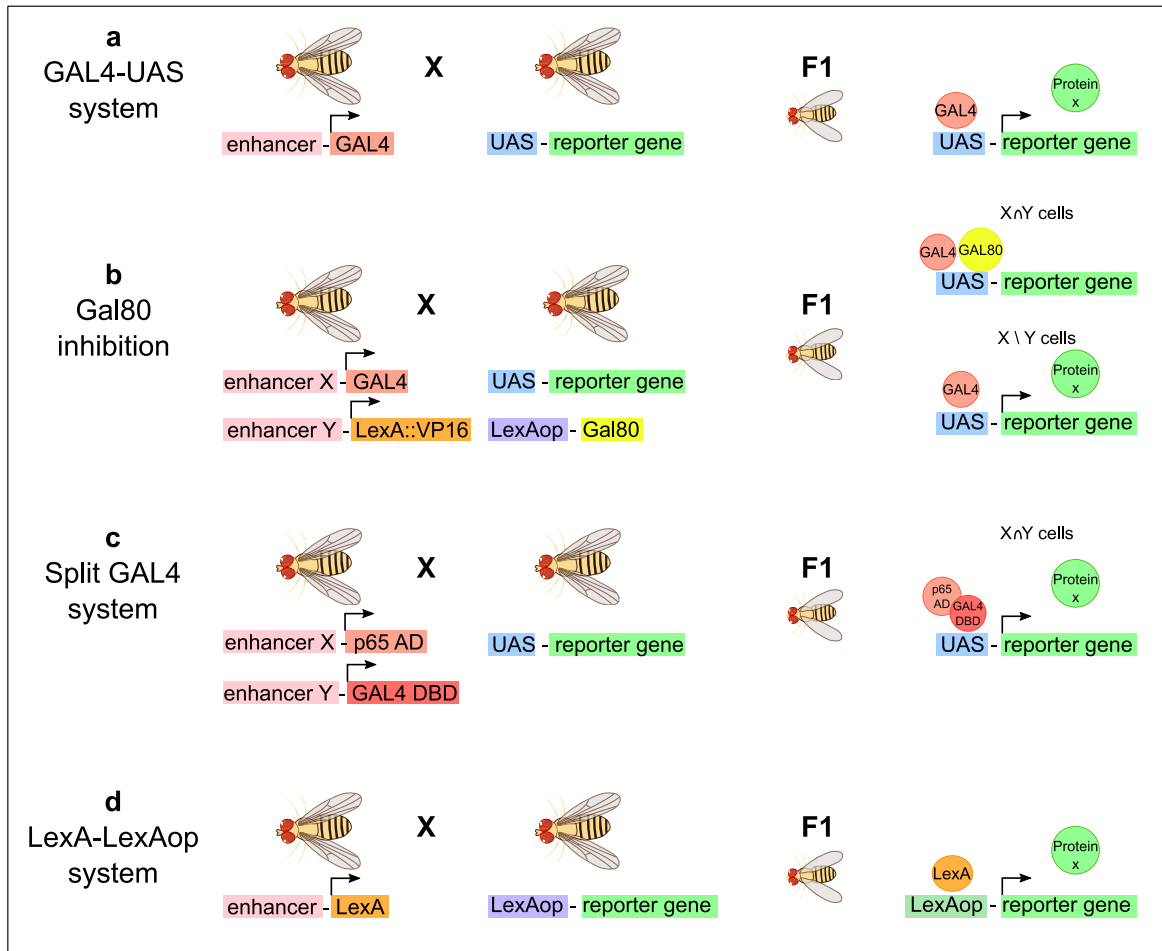 a
GAL4-UAS
system
X
F1
enhancer - GAL4
UAS - reporter gene
GAL4
Protein
x
UAS - reporter gene
b
Gal80
inhibition
X
F1
enhancer X - GAL4
enhancer Y - LexA::VP16
UAS - reporter gene
LexAop - Gal80
X∩Y cells
GAL4 GAL80
UAS - reporter gene
X \ Y cells
Protein
x
GAL4
UAS - reporter gene
c
Split GAL4
system
X
F1
enhancer X - p65 AD
enhancer Y - GAL4 DBD
UAS - reporter gene
X∩Y cells
Protein
x
p65
AD
GAL4
DBD
UAS - reporter gene
d
LexA-LexAop
system
X
F1
enhancer - LexA
LexAop - reporter gene
Protein
x
LexA
LexAop - reporter gene